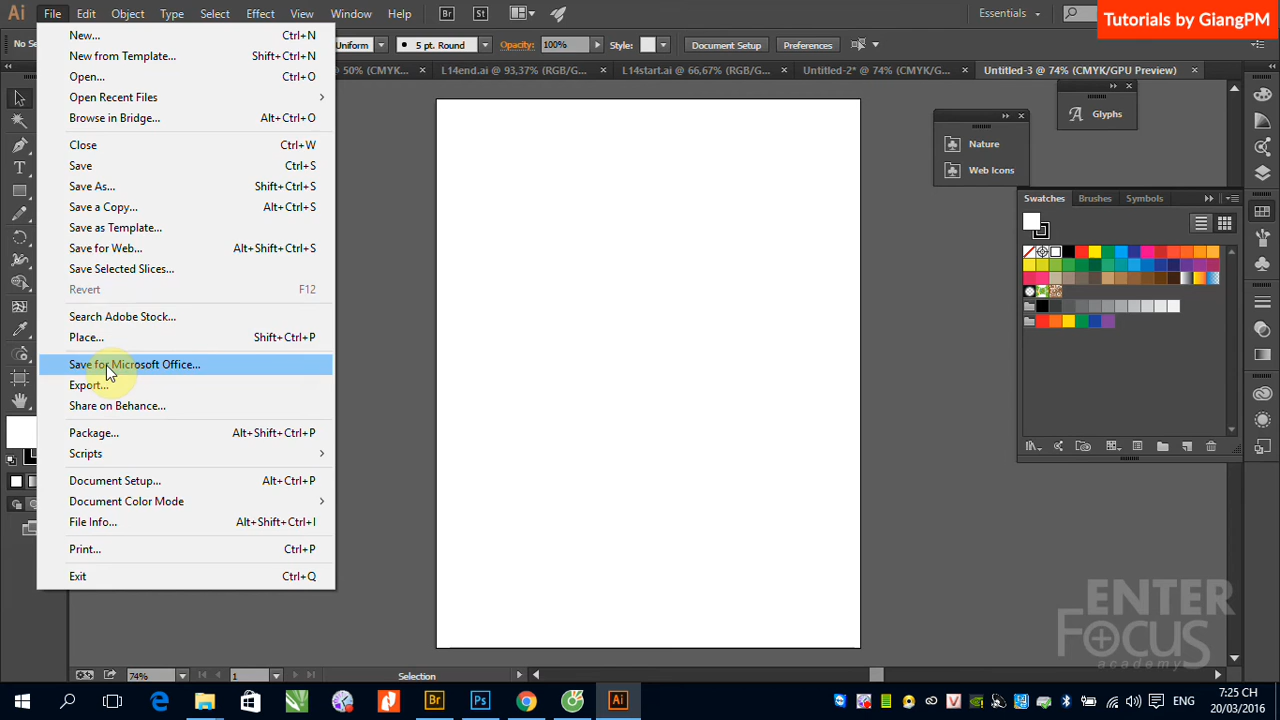 Ai File Edit Object Type Select Effect View Window Help Br St Essentials
Tutorials by GiangPM
No Se Uniform 5 pt. Round Opacity: 100% Style: Document Setup Preferences
50% (CMYK... L14end.ai @ 93,37% (RGB/G... L14start.ai @ 66,67% (RGB/G... Untitled-2* @ 74% (CMYK/G... Untitled-3 @ 74% (CMYK/GPU Preview)
New... Ctrl+N
New from Template... Shift+Ctrl+N
Open... Ctrl+O
Open Recent Files
Browse in Bridge... Alt+Ctrl+O
Close Ctrl+W
Save Ctrl+S
Save As... Shift+Ctrl+S
Save a Copy... Alt+Ctrl+S
Save as Template...
Save for Web... Alt+Shift+Ctrl+S
Save Selected Slices...
Revert F12
Search Adobe Stock...
Place... Shift+Ctrl+P
Save for Microsoft Office...
Export...
Share on Behance...
Package... Alt+Shift+Ctrl+P
Scripts
Document Setup... Alt+Ctrl+P
Document Color Mode
File Info... Alt+Shift+Ctrl+I
Print... Ctrl+P
Exit Ctrl+Q
Glyphs
Nature
Web Icons
Swatches Brushes Symbols
ENTER
FOCUS
academy
74% 1 Selection
Br Ps Ai
ENG
7:25 CH
20/03/2016